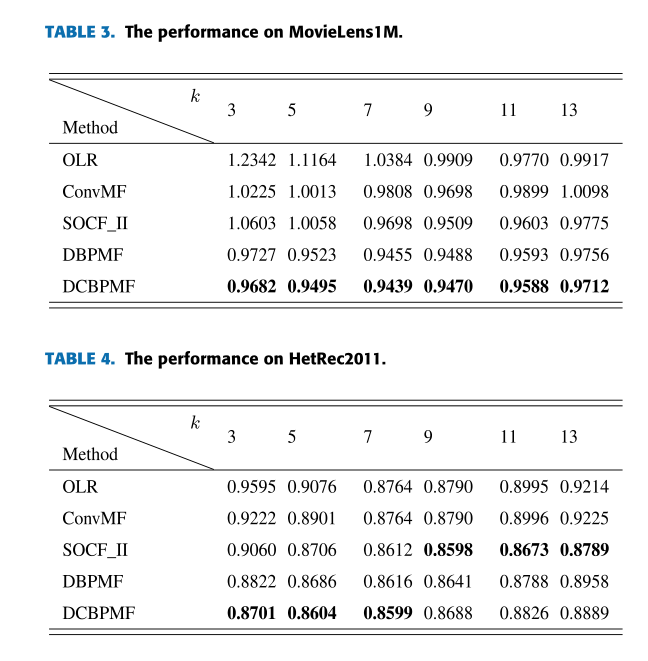 TABLE 3. The performance on MovieLens1M.
k
Method 3 5 7 9 11 13
OLR 1.2342 1.1164 1.0384 0.9909 0.9770 0.9917
ConvMF 1.0225 1.0013 0.9808 0.9698 0.9899 1.0098
SOCF_II 1.0603 1.0058 0.9698 0.9509 0.9603 0.9775
DBPMF 0.9727 0.9523 0.9455 0.9488 0.9593 0.9756
DCBPMF 0.9682 0.9495 0.9439 0.9470 0.9588 0.9712
TABLE 4. The performance on HetRec2011.
k
Method 3 5 7 9 11 13
OLR 0.9595 0.9076 0.8764 0.8790 0.8995 0.9214
ConvMF 0.9222 0.8901 0.8764 0.8790 0.8996 0.9225
SOCF_II 0.9060 0.8706 0.8612 0.8598 0.8673 0.8789
DBPMF 0.8822 0.8686 0.8616 0.8641 0.8788 0.8958
DCBPMF 0.8701 0.8604 0.8599 0.8688 0.8826 0.8889